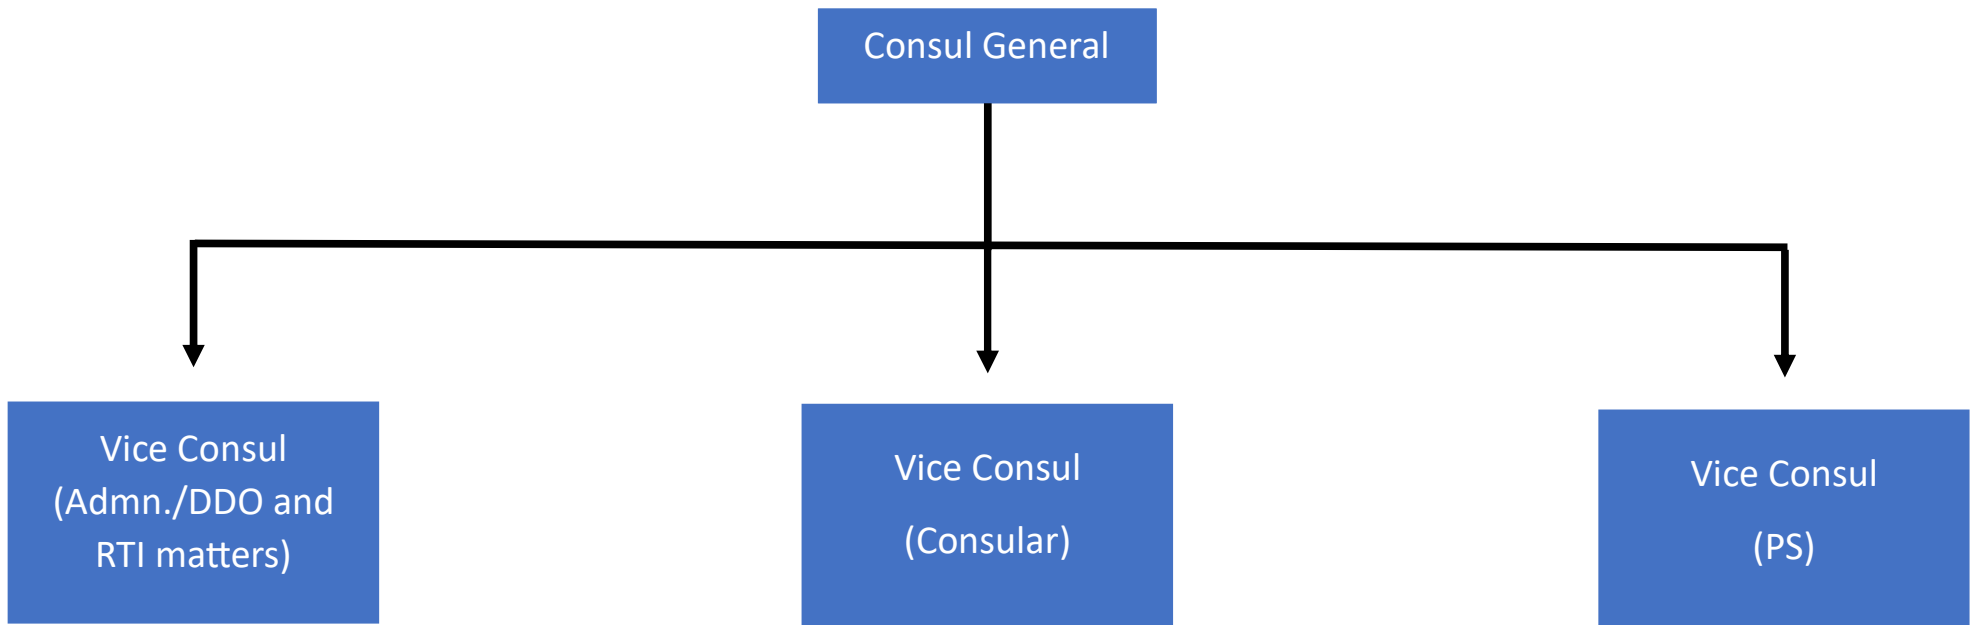 Consul General
Vice Consul
(Admn./DDO and
RTI matters)
Vice Consul
(Consular)
Vice Consul
(PS)